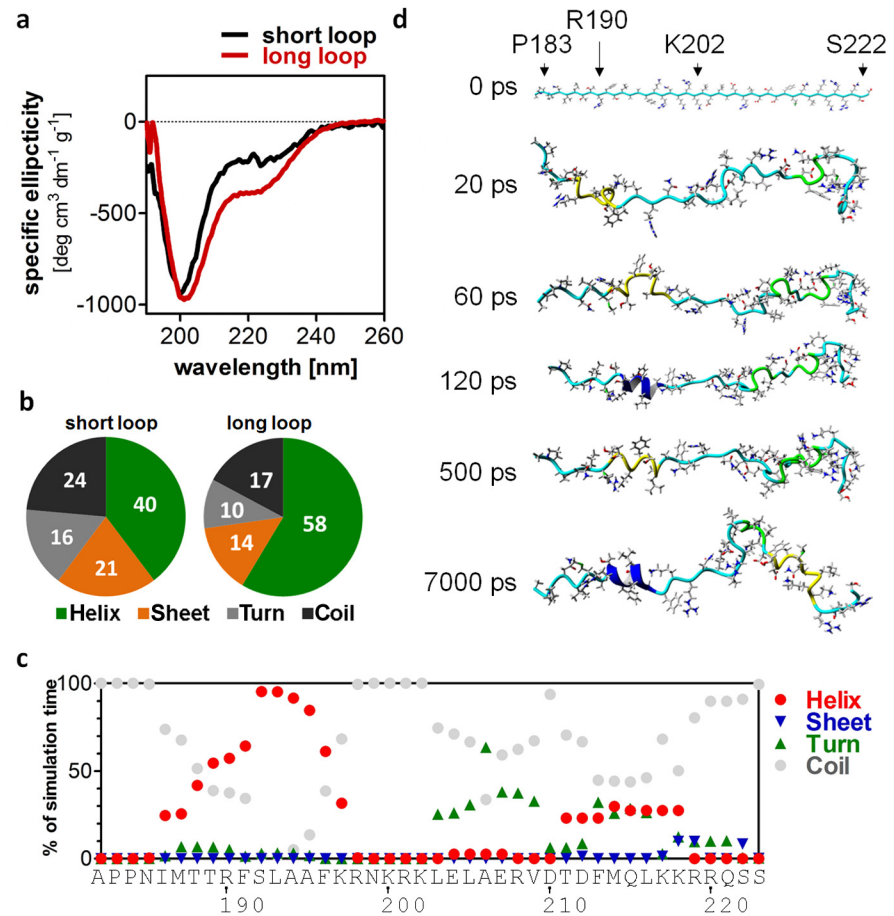 a
short loop
long loop
specific ellipcticity
[deg cm³ dm⁻¹ g⁻¹]
0
-500
-1000
200 220 240 260
wavelength [nm]
b
short loop
long loop
24
40
16
21
17
58
10
14
Helix Sheet Turn Coil
d
P183 R190 K202 S222
0 ps
20 ps
60 ps
120 ps
500 ps
7000 ps
c
% of simulation time
100
50
0
Helix
Sheet
Turn
Coil
APPNIMTTRFSLAAFKRNKRKLELAERVDTDFMQLKKRRQSS
190 200 210 220